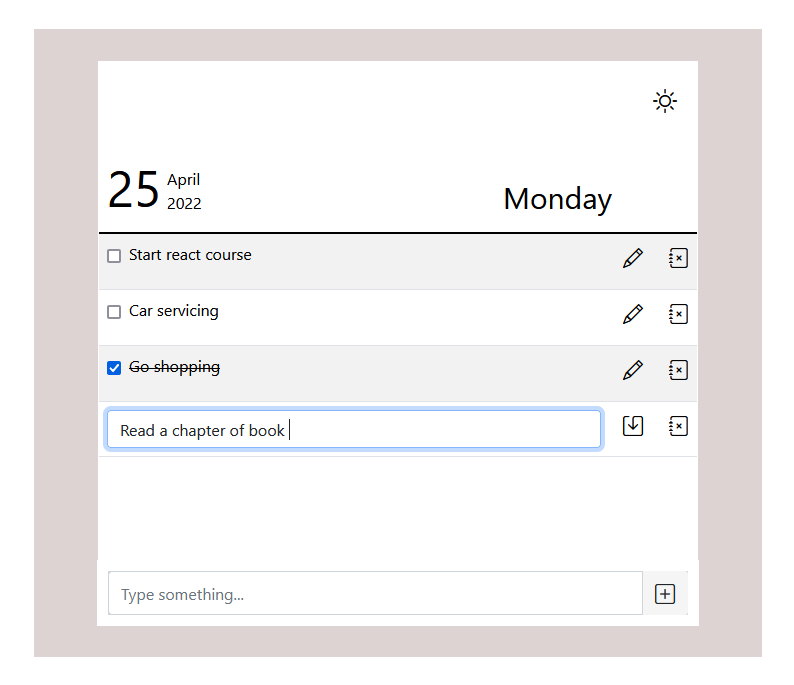 25 April
2022
Monday
Start react course
Car servicing
Go shopping
Read a chapter of book
Type something...